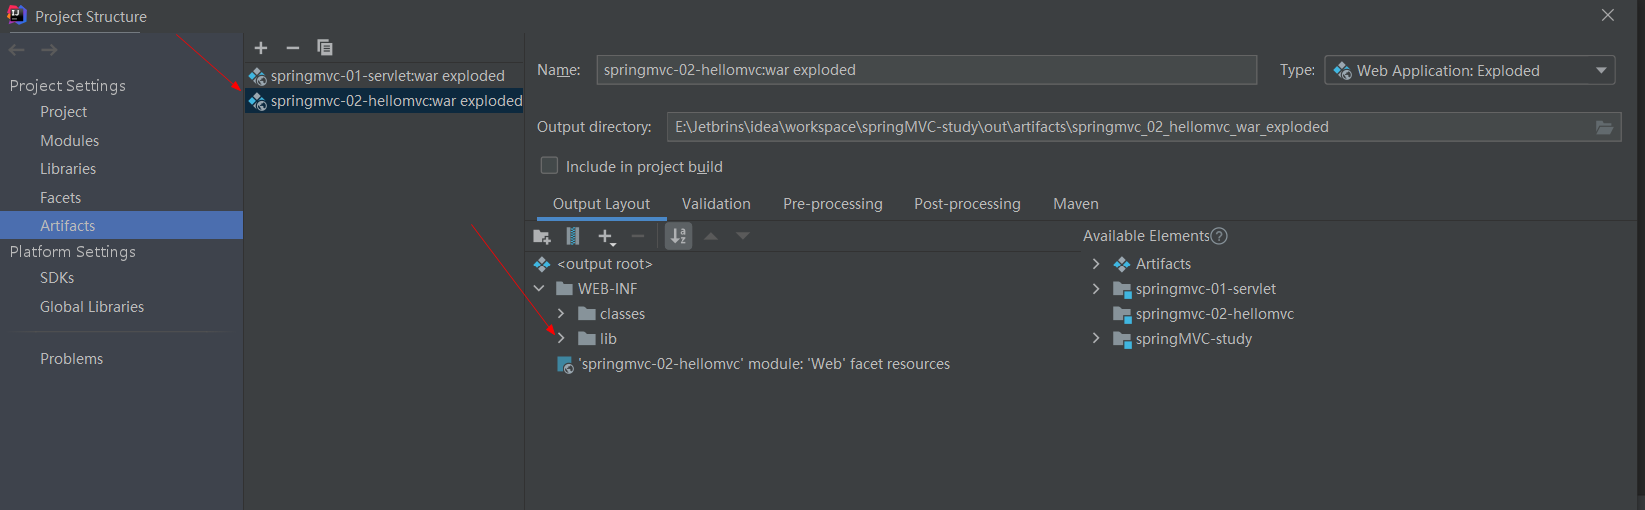 Project Structure
Project Settings
Project
Modules
Libraries
Facets
Artifacts
Platform Settings
SDKs
Global Libraries
Problems
springmvc-01-servlet:war exploded
springmvc-02-hellomvc:war exploded
Name: springmvc-02-hellomvc:war exploded Type: Web Application: Exploded
Output directory: E:\Jetbrins\idea\workspace\springMVC-study\out\artifacts\springmvc_02_hellomvc_war_exploded
Include in project build
Output Layout Validation Pre-processing Post-processing Maven
<output root>
WEB-INF
classes
lib
'springmvc-02-hellomvc' module: 'Web' facet resources
Available Elements
Artifacts
springmvc-01-servlet
springmvc-02-hellomvc
springMVC-study